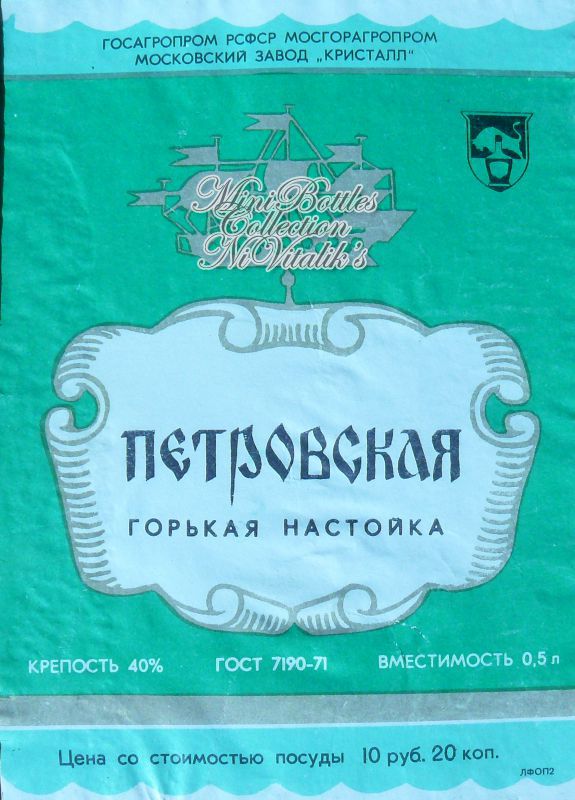 ГОСАГРОПРОМ РСФСР МОСГОРАГРОПРОМ
МОСКОВСКИЙ ЗАВОД „КРИСТАЛЛ"
Mini Bottles
Collection
NiVitalik's
ПЕТРОВСКАЯ
ГОРЬКАЯ НАСТОЙКА
КРЕПОСТЬ 40% ГОСТ 7190-71 ВМЕСТИМОСТЬ 0,5 л
Цена со стоимостью посуды 10 руб. 20 коп.
ЛФОП2